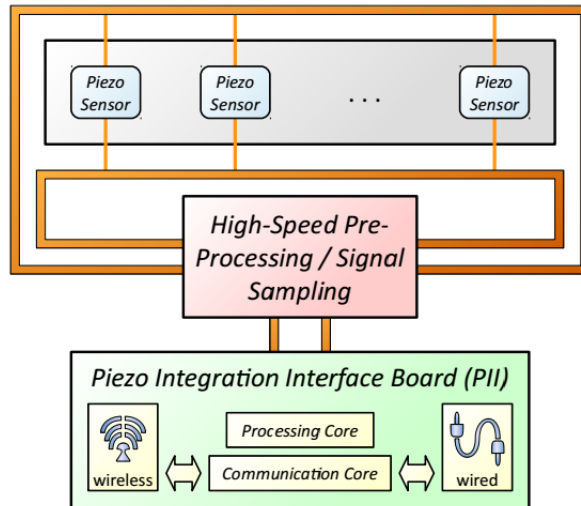 Piezo
Sensor
Piezo
Sensor
. . .
Piezo
Sensor
High-Speed Pre-
Processing / Signal
Sampling
Piezo Integration Interface Board (PII)
wireless
Processing Core
Communication Core
wired